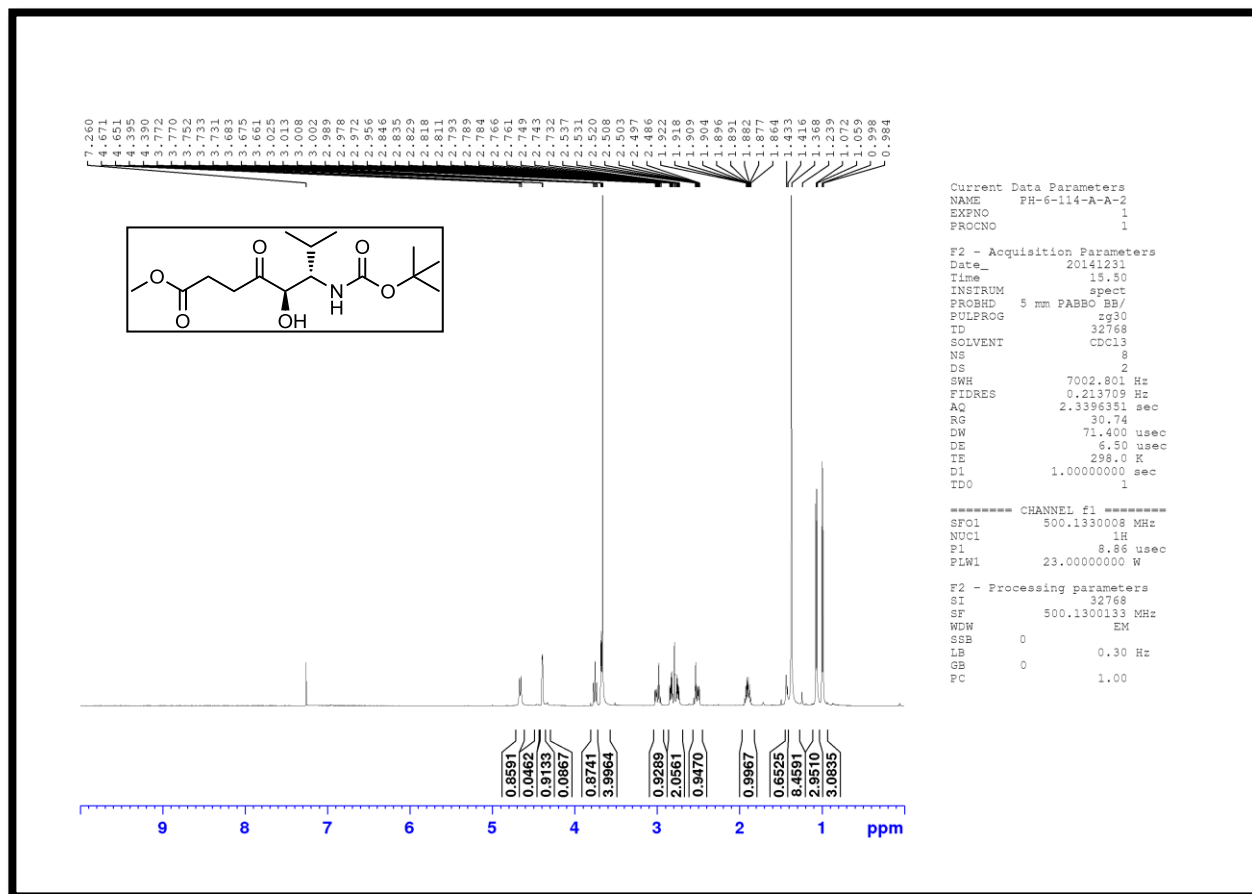 7.260
4.671
4.651
4.395
4.390
3.772
3.770
3.752
3.733
3.731
3.683
3.675
3.661
3.025
3.013
3.008
3.002
2.989
2.978
2.972
2.956
2.846
2.835
2.829
2.818
2.811
2.793
2.789
2.784
2.766
2.761
2.749
2.743
2.732
2.537
2.531
2.520
2.508
2.503
2.497
2.486
1.922
1.918
1.909
1.904
1.896
1.891
1.882
1.877
1.864
1.433
1.416
1.368
1.239
1.072
1.059
0.998
0.984
O
O
O
O
OH
N
H
O
O
Current Data Parameters
NAME PH-6-114-A-A-2
EXPNO 1
PROCNO 1
F2 - Acquisition Parameters
Date_ 20141231
Time 15.50
INSTRUM spect
PROBHD 5 mm PABBO BB/
PULPROG zg30
TD 32768
SOLVENT CDCl3
NS 8
DS 2
SWH 7002.801 Hz
FIDRES 0.213709 Hz
AQ 2.3396351 sec
RG 30.74
DW 71.400 usec
DE 6.50 usec
TE 298.0 K
D1 1.00000000 sec
TD0 1
======== CHANNEL f1 ========
SFO1 500.1330008 MHz
NUC1 1H
P1 8.86 usec
PLW1 23.00000000 W
F2 - Processing parameters
SI 32768
SF 500.1300133 MHz
WDW EM
SSB 0
LB 0.30 Hz
GB 0
PC 1.00
0.8591
0.0462
0.9133
0.0867
0.8741
3.9964
0.9289
2.0561
0.9470
0.9967
0.6525
8.4591
2.9510
3.0835
9 8 7 6 5 4 3 2 1 ppm